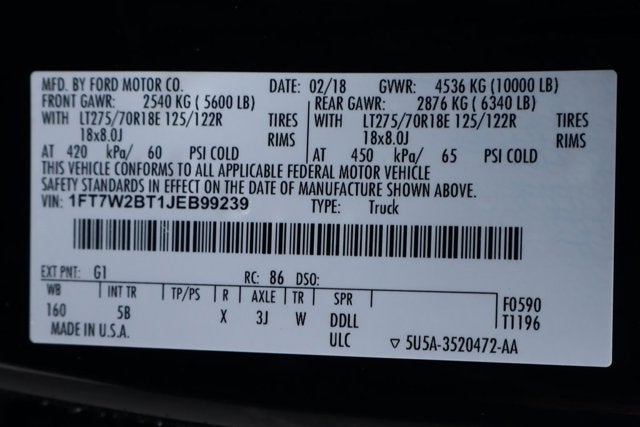 MFD. BY FORD MOTOR CO. DATE: 02/18 GVWR: 4536 KG (10000 LB)
FRONT GAWR: 2540 KG (5600 LB) REAR GAWR: 2876 KG (6340 LB)
WITH LT275/70R18E 125/122R TIRES WITH LT275/70R18E 125/122R TIRES
18x8.0J RIMS 18x8.0J RIMS
AT 420 kPa/ 60 PSI COLD AT 450 kPa/ 65 PSI COLD
THIS VEHICLE CONFORMS TO ALL APPLICABLE FEDERAL MOTOR VEHICLE
SAFETY STANDARDS IN EFFECT ON THE DATE OF MANUFACTURE SHOWN ABOVE.
VIN: 1FT7W2BT1JEB99239 TYPE: Truck
EXT PNT: G1 RC: 86 DSO:
WB INT TR TP/PS R AXLE TR SPR F0590
160 5B X 3J W DDLL T1196
MADE IN U.S.A. ULC ▽ 5U5A-3520472-AA